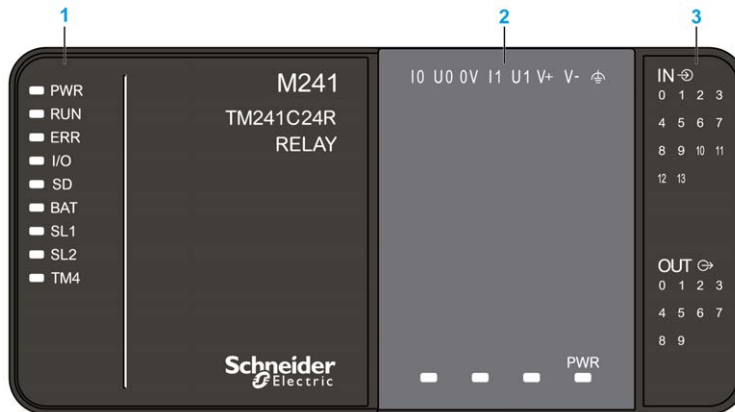 1
2
3
PWR
RUN
ERR
I/O
SD
BAT
SL1
SL2
TM4
M241
TM241C24R
RELAY
Schneider
Electric
I0 U0 0V I1 U1 V+ V-
PWR
IN
0 1 2 3
4 5 6 7
8 9 10 11
12 13
OUT
0 1 2 3
4 5 6 7
8 9